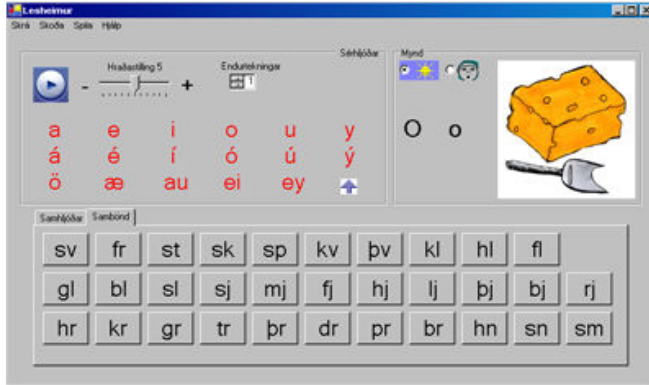 Lesheimur
Skrá Skoða Spila Hjálp
Sérhljóðar
Mynd
Hraðastilling 5
Endurtekningar
- + 1
a e i o u y
á é í ó ú ý
ö æ au ei ey
O o
Samhljóðar Sambönd
sv fr st sk sp kv þv kl hl fl
gl bl sl sj mj fj hj lj þj bj rj
hr kr gr tr þr dr pr br hn sn sm